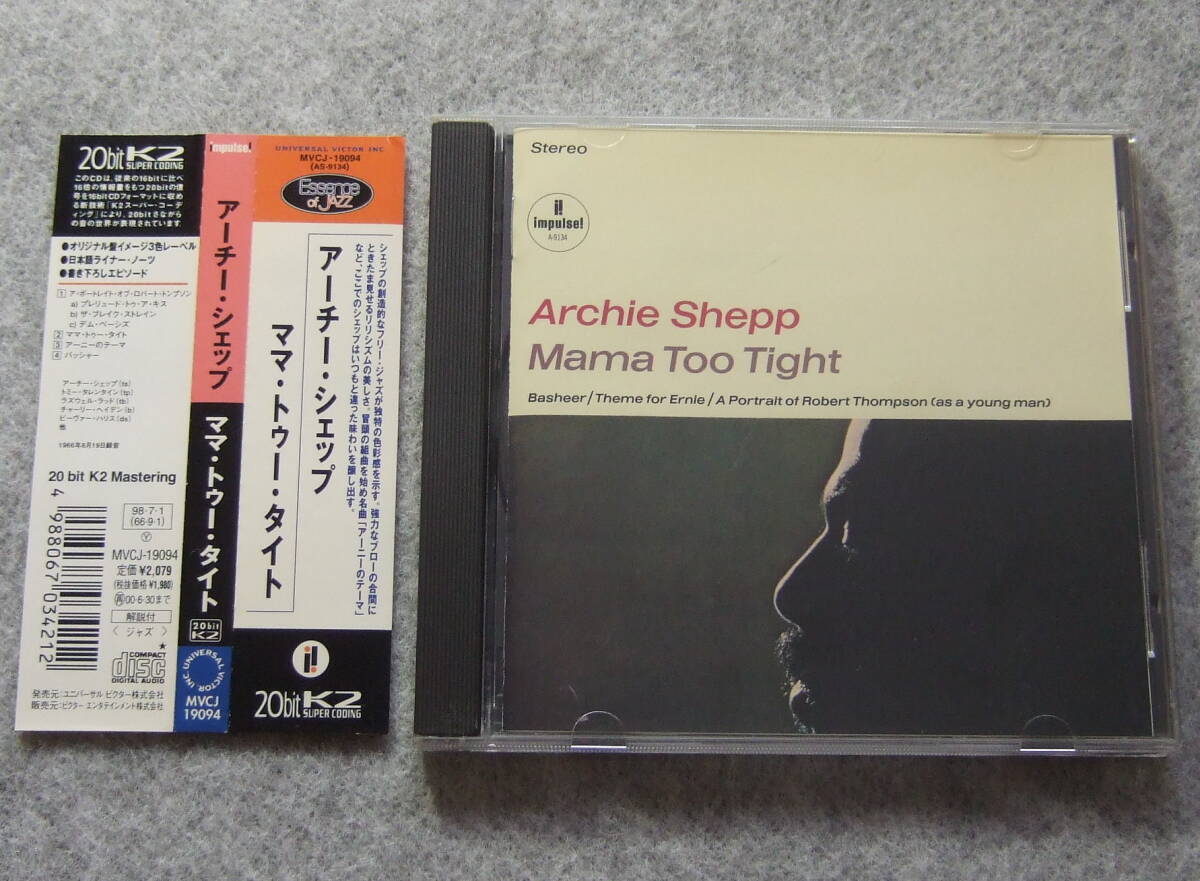 20bit K2
SUPER CODING
このCDは、従来の16bitに比べ
16倍の情報量をもつ20bitの信
号を16bitCDフォーマットに収め
る新技術「K2スーパー・コーデ
ィング」により、20bitさながら
の音の世界が表現されています。
●オリジナル盤イメージ3色レーベル
●日本語ライナー・ノーツ
●書き下ろしエピソード
1 ア・ポートレイト・オブ・ロバート・トンプソン
a) プレリュード・トゥ・ア・キス
b) ザ・ブレイク・ストレイン
c) デム・ベーシズ
2 ママ・トゥー・タイト
3 アーニーのテーマ
4 バッシャー
アーチー・シェップ (ts)
トミー・タレンタイン (tp)
ラズウェル・ラッド (tb)
チャーリー・ヘイデン (b)
ビーヴァー・ハリス (ds)
他
1966年8月19日録音
20 bit K2 Mastering
4 988067 034212
98・7・1
(66・9・1)
Y
MVCJ-19094
定価¥2,079
(税抜価格¥1,980)
再00・6・30まで
解説付
〈ジャズ〉
★
COMPACT
disc
DIGITAL AUDIO
発売元:ユニバーサル ビクター株式会社
販売元:ビクター エンタテインメント株式会社
impulse!
アーチー・シェップ
ママ・トゥー・タイト
20bit
K2
UNIVERSAL VICTOR, INC.
MVCJ
19094
UNIVERSAL VICTOR INC
MVCJ-19094
(AS-9134)
Essence
of JAZZ
シェップの創造的なフリー・ジャズが独特の色彩感を示す。強力なブローの合間に
ときたま見せるリリシズムの美しさ。冒頭の組曲を始め名曲「アーニーのテーマ」
など、ここでのシェップはいつもと違った味わいを醸し出す。
アーチー・シェップ
ママ・トゥー・タイト
i!
20bit K2
SUPER CODING
Stereo
i!
impulse!
A-9134
Archie Shepp
Mama Too Tight
Basheer/Theme for Ernie/A Portrait of Robert Thompson (as a young man)